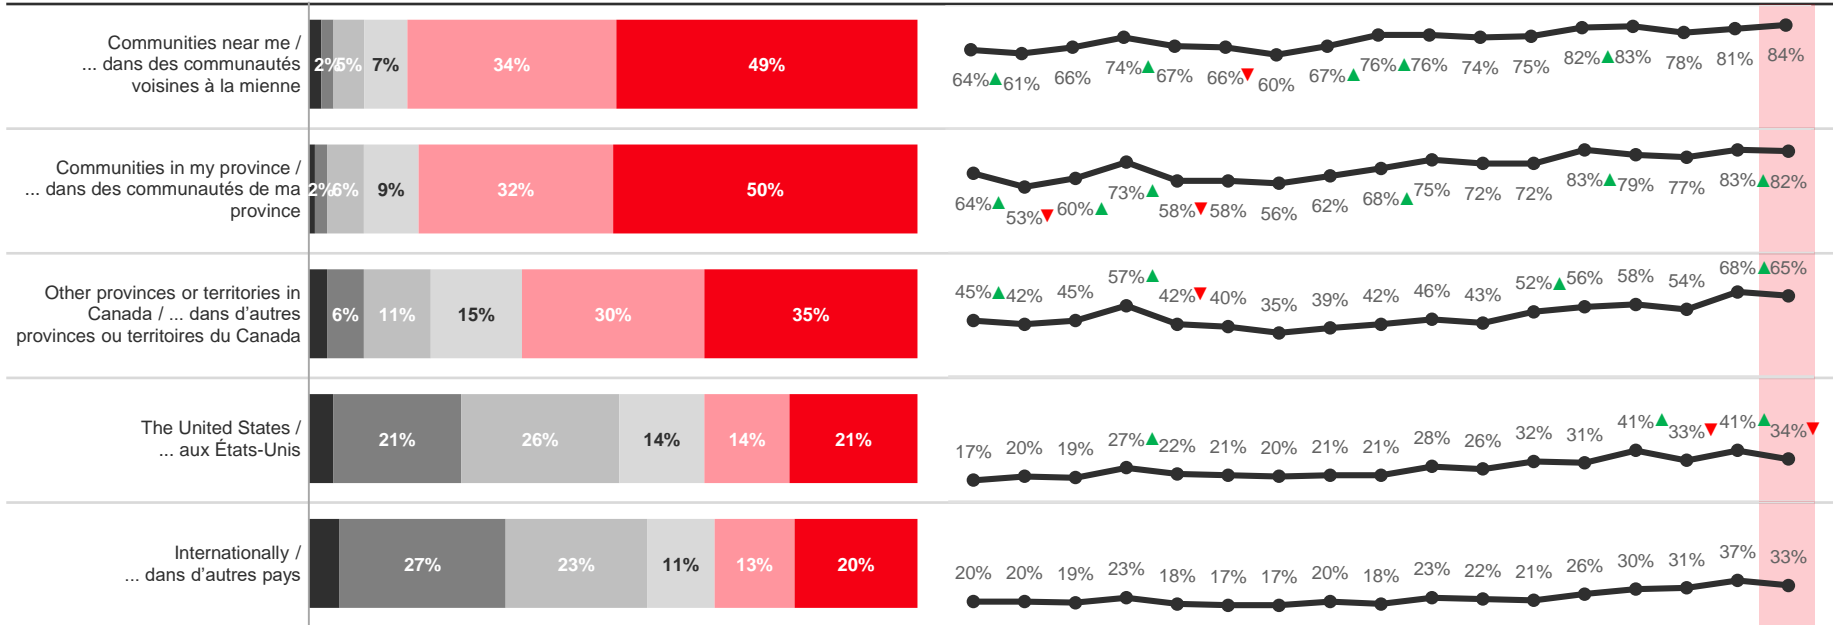 Communities near me /
... dans des communautés
voisines à la mienne
2% 5% 7% 34% 49%
64% 61% 66% 74% 67% 66% 60% 67% 76% 76% 74% 75% 82% 83% 78% 81% 84%
Communities in my province /
... dans des communautés de ma
province
2% 6% 9% 32% 50%
64% 53% 60% 73% 58% 58% 56% 62% 68% 75% 72% 72% 83% 79% 77% 83% 82%
Other provinces or territories in
Canada / ... dans d'autres
provinces ou territoires du Canada
6% 11% 15% 30% 35%
45% 42% 45% 57% 42% 40% 35% 39% 42% 46% 43% 52% 56% 58% 54% 68% 65%
The United States /
... aux États-Unis
21% 26% 14% 14% 21%
17% 20% 19% 27% 22% 21% 20% 21% 21% 28% 26% 32% 31% 41% 33% 41% 34%
Internationally /
... dans d'autres pays
27% 23% 11% 13% 20%
20% 20% 19% 23% 18% 17% 17% 20% 18% 23% 22% 21% 26% 30% 31% 37% 33%